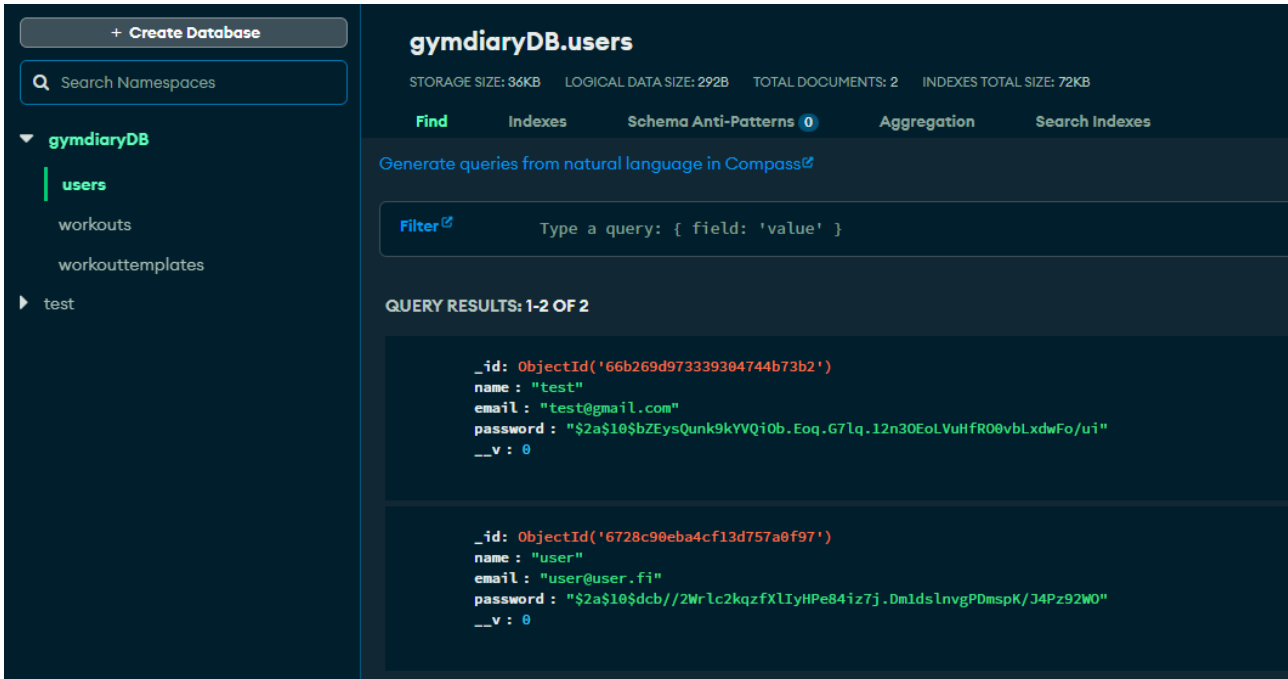 + Create Database
Search Namespaces
gymdiaryDB
users
workouts
workouttemplates
test
gymdiaryDB.users
STORAGE SIZE: 36KB LOGICAL DATA SIZE: 292B TOTAL DOCUMENTS: 2 INDEXES TOTAL SIZE: 72KB
Find Indexes Schema Anti-Patterns 0 Aggregation Search Indexes
Generate queries from natural language in Compass
Filter Type a query: { field: 'value' }
QUERY RESULTS: 1-2 OF 2
_id: ObjectId('66b269d973339304744b73b2')
name : "test"
email : "test@gmail.com"
password : "$2a$10$bZEysQunk9kYVQiOb.Eoq.G7lq.12n3OEoLVuHfRO0vbLxdwFo/ui"
__v : 0
_id: ObjectId('6728c90eba4cf13d757a0f97')
name : "user"
email : "user@user.fi"
password : "$2a$10$dcb//2Wrlc2kqzfXlIyHPe84iz7j.Dm1dslnvgPDmspK/J4Pz92WO"
__v : 0